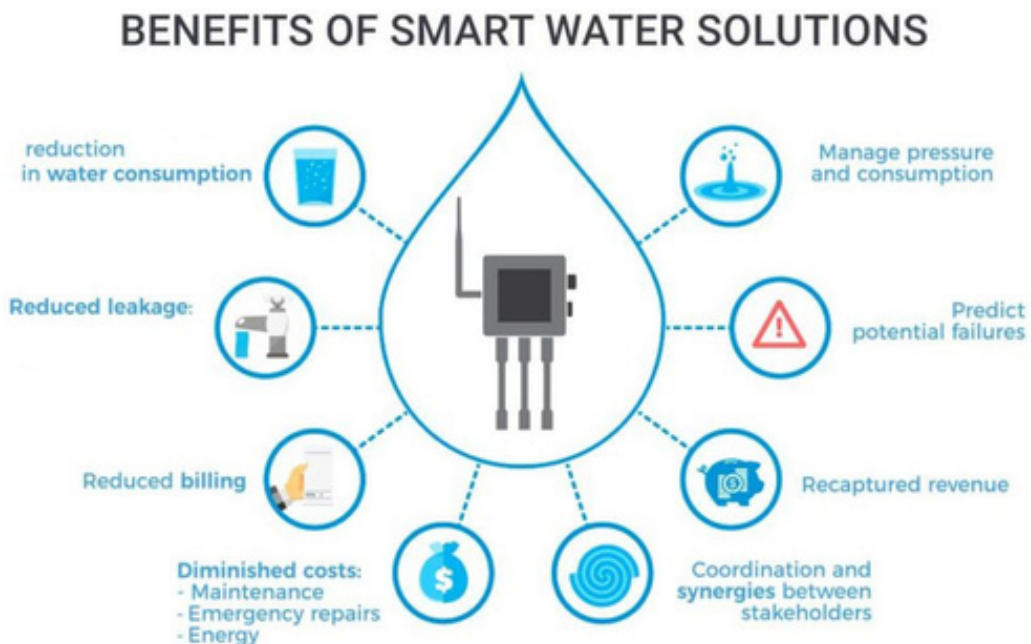 BENEFITS OF SMART WATER SOLUTIONS
reduction
in water consumption
Reduced leakage:
Reduced billing
Diminished costs:
- Maintenance
- Emergency repairs
- Energy
Manage pressure
and consumption
Predict
potential failures
Recaptured revenue
Coordination and
synergies between
stakeholders